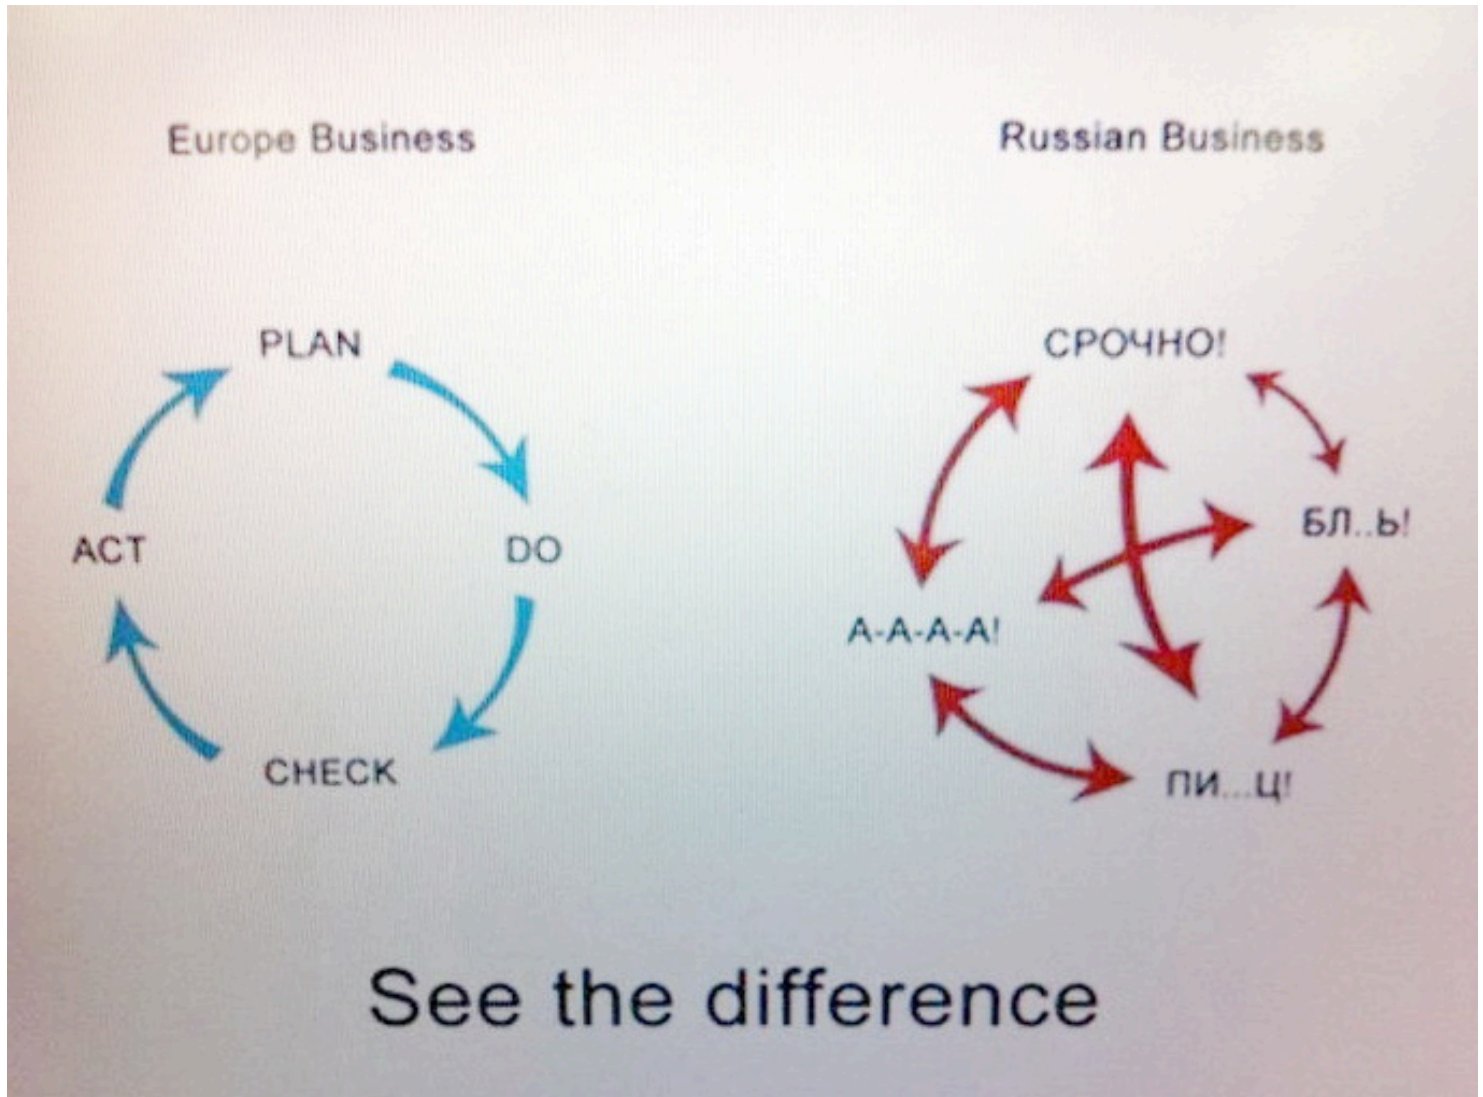 Europe Business
Russian Business
PLAN
DO
CHECK
ACT
СРОЧНО!
БЛ..Ь!
ПИ...Ц!
А-А-А-А!
See the difference